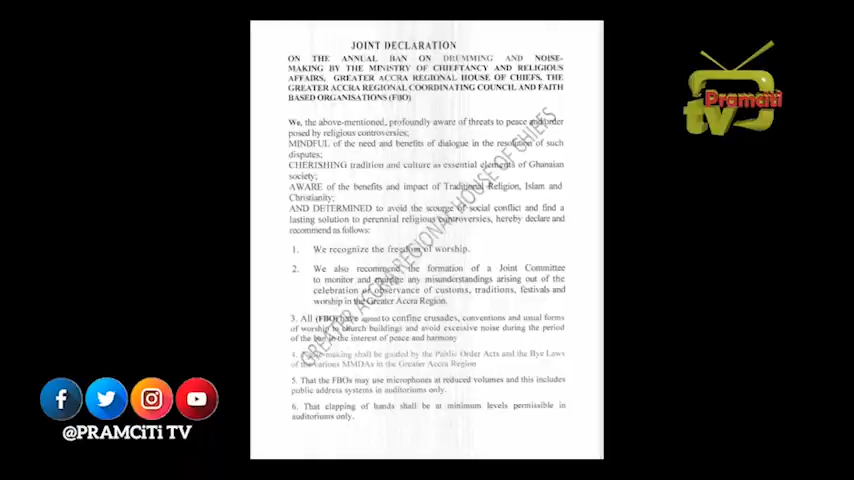 JOINT DECLARATION
ON THE ANNUAL BAN ON DRUMMING AND NOISE-
MAKING BY THE MINISTRY OF CHIEFTANCY AND RELIGIOUS
AFFAIRS, GREATER ACCRA REGIONAL HOUSE OF CHIEFS, THE
GREATER ACCRA REGIONAL COORDINATING COUNCIL AND FAITH
BASED ORGANISATIONS (FBO)
We, the above-mentioned, profoundly aware of threats to peace and order
posed by religious controversies;
MINDFUL of the need and benefits of dialogue in the resolution of such
disputes;
CHERISHING tradition and culture as essential elements of Ghanaian
society;
AWARE of the benefits and impact of Traditional Religion, Islam and
Christianity;
AND DETERMINED to avoid the scourge of social conflict and find a
lasting solution to perennial religious controversies, hereby declare and
recommend as follows:
1. We recognize the freedom of worship.
2. We also recommend the formation of a Joint Committee
to monitor and manage any misunderstandings arising out of the
celebration or observance of customs, traditions, festivals and
worship in the Greater Accra Region.
3. All (FBO) have agreed to confine crusades, conventions and usual forms
of worship to church buildings and avoid excessive noise during the period
of the ban in the interest of peace and harmony
4. making shall be guided by the Public Order Acts and the Bye Laws
of the various MMDAs in the Greater Accra Region
5. That the FBOs may use microphones at reduced volumes and this includes
public address systems in auditoriums only.
6. That clapping of hands shall be at minimum levels permissible in
auditoriums only.
GREATER ACCRA REGIONAL HOUSE OF CHIEFS
Pramciti
tv
@PRAMCiTi TV